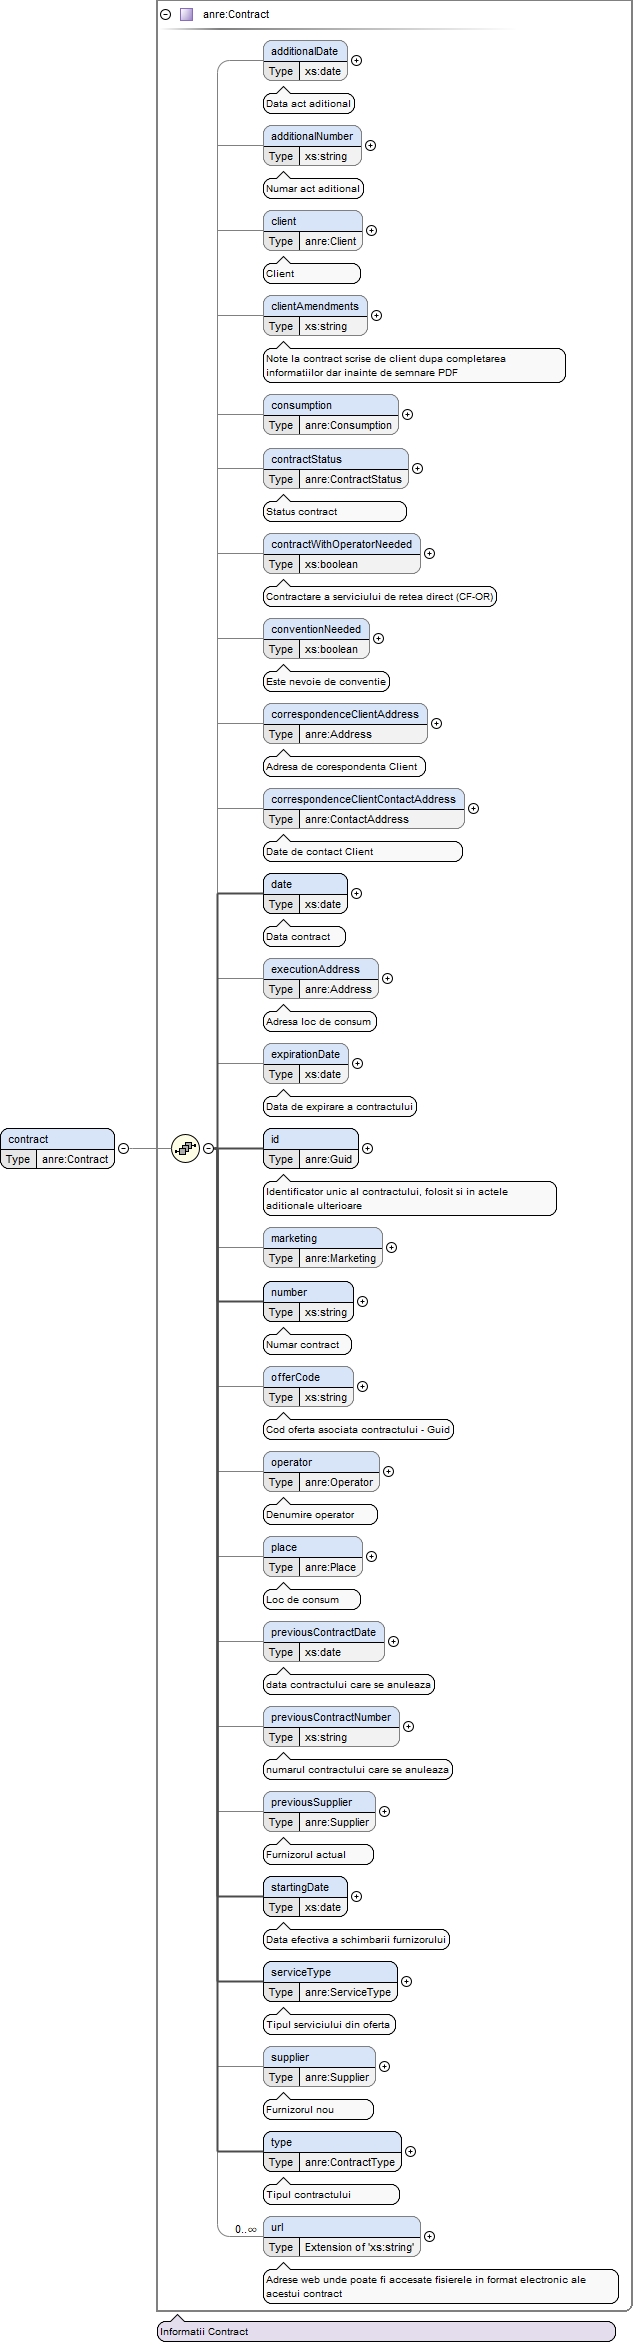 anre:Contract
additionalDate
Type xs:date
Data act aditional
additionalNumber
Type xs:string
Numar act aditional
client
Type anre:Client
Client
clientAmendments
Type xs:string
Note la contract scrise de client dupa completarea
informatiilor dar inainte de semnare PDF
consumption
Type anre:Consumption
contractStatus
Type anre:ContractStatus
Status contract
contractWithOperatorNeeded
Type xs:boolean
Contractare a serviciului de retea direct (CF-OR)
conventionNeeded
Type xs:boolean
Este nevoie de conventie
correspondenceClientAddress
Type anre:Address
Adresa de corespondenta Client
correspondenceClientContactAddress
Type anre:ContactAddress
Date de contact Client
date
Type xs:date
Data contract
executionAddress
Type anre:Address
Adresa loc de consum
expirationDate
Type xs:date
Data de expirare a contractului
contract
Type anre:Contract
id
Type anre:Guid
Identificator unic al contractului, folosit si in actele
aditionale ulterioare
marketing
Type anre:Marketing
number
Type xs:string
Numar contract
offerCode
Type xs:string
Cod oferta asociata contractului - Guid
operator
Type anre:Operator
Denumire operator
place
Type anre:Place
Loc de consum
previousContractDate
Type xs:date
data contractului care se anuleaza
previousContractNumber
Type xs:string
numarul contractului care se anuleaza
previousSupplier
Type anre:Supplier
Furnizorul actual
startingDate
Type xs:date
Data efectiva a schimbarii furnizorului
serviceType
Type anre:ServiceType
Tipul serviciului din oferta
supplier
Type anre:Supplier
Furnizorul nou
type
Type anre:ContractType
Tipul contractului
0..∞
url
Type Extension of 'xs:string'
Adrese web unde poate fi accesate fisierele in format electronic ale
acestui contract
Informatii Contract